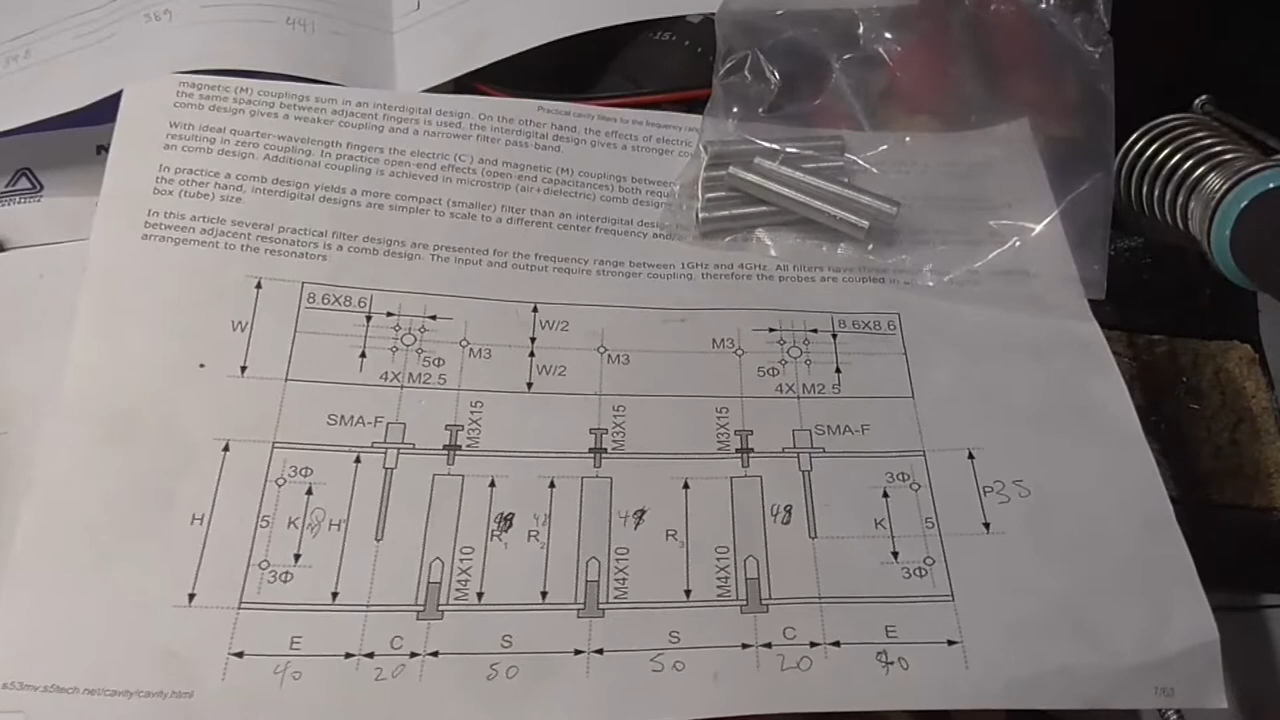 389
441
15
magnetic (M) couplings sum in an interdigital design. On the other hand, the effects of electric
Practical cavity filters for the frequency rang
the same spacing between adjacent fingers is used, the interdigital design gives a stronger co
comb design gives a weaker coupling and a narrower filter pass-band.
With ideal quarter-wavelength fingers the electric (C) and magnetic (M) couplings between
resulting in zero coupling. In practice open-end effects (open-end capacitances) both requi
an comb design. Additional coupling is achieved in microstrip (air+dielectric) comb design
In practice a comb design yields a more compact (smaller) filter than an interdigital desig
the other hand, interdigital designs are simpler to scale to a different center frequency and/
box (tube) size.
In this article several practical filter designs are presented for the frequency range between 1GHz and 4GHz. All filters have three
between adjacent resonators is a comb design. The input and output require stronger coupling, therefore the probes are coupled in
arrangement to the resonators
8.6X8.6 W/2 8.6X8.6
W
M3 M3 M3
5Φ W/2 5Φ
4X M2.5 4X M2.5
SMA-F M3X15 M3X15 M3X15 SMA-F
3Φ 3Φ
P 35
H 5 K H' R1 48 R2 48 R3 48 K 5
M4X10 M4X10 M4X10
3Φ 3Φ
E C S S C E
40 20 50 50 20 40
s53mv.s5tech.net/cavity/cavity.html
7/63